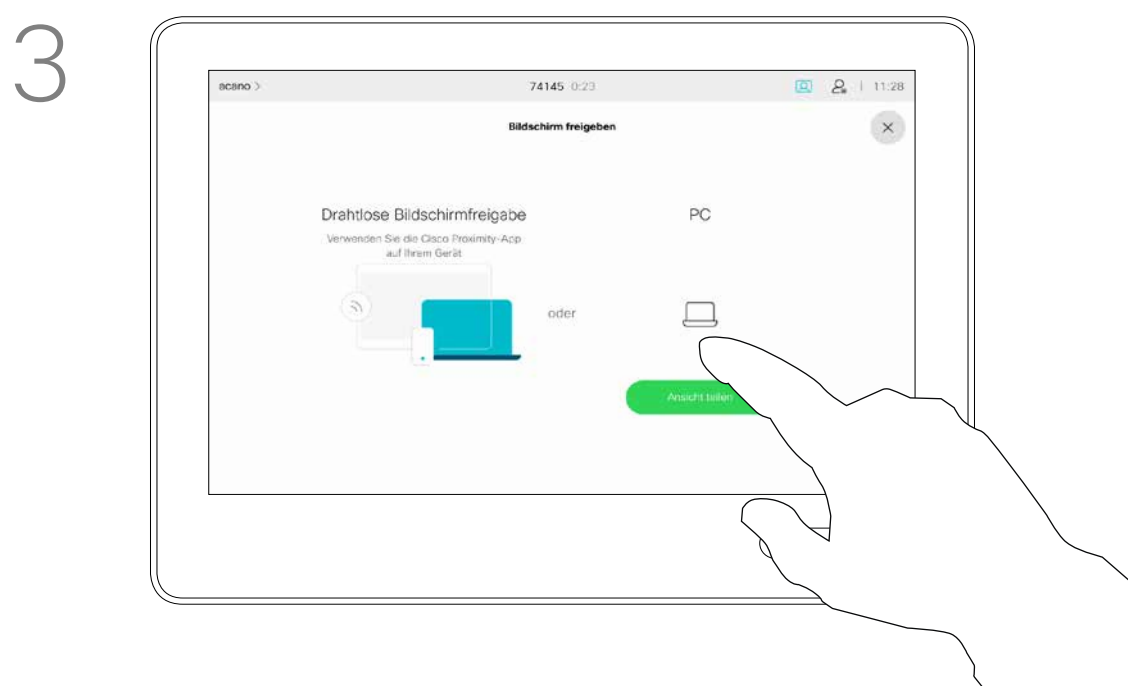 3
acano >
74145 0:23
11:28
Bildschirm freigeben
Drahtlose Bildschirmfreigabe
Verwenden Sie die Cisco Proximity-App
auf Ihrem Gerät
oder
PC
Ansicht teilen